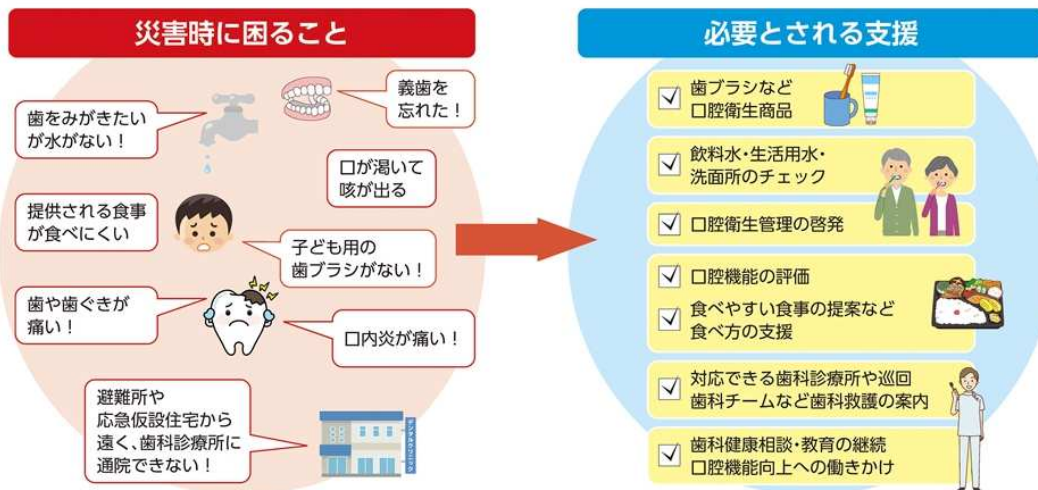 災害時に困ること
歯をみがきたい
が水がない！
義歯を
忘れた！
口が渇いて
咳が出る
提供される食事
が食べにくい
子ども用の
歯ブラシがない！
歯や歯ぐきが
痛い！
口内炎が痛い！
避難所や
応急仮設住宅から
遠く、歯科診療所に
通院できない！
デンタルクリニック
必要とされる支援
歯ブラシなど
口腔衛生商品
飲料水・生活用水・
洗面所のチェック
口腔衛生管理の啓発
口腔機能の評価
食べやすい食事の提案など
食べ方の支援
対応できる歯科診療所や巡回
歯科チームなど歯科救護の案内
歯科健康相談・教育の継続
口腔機能向上への働きかけ